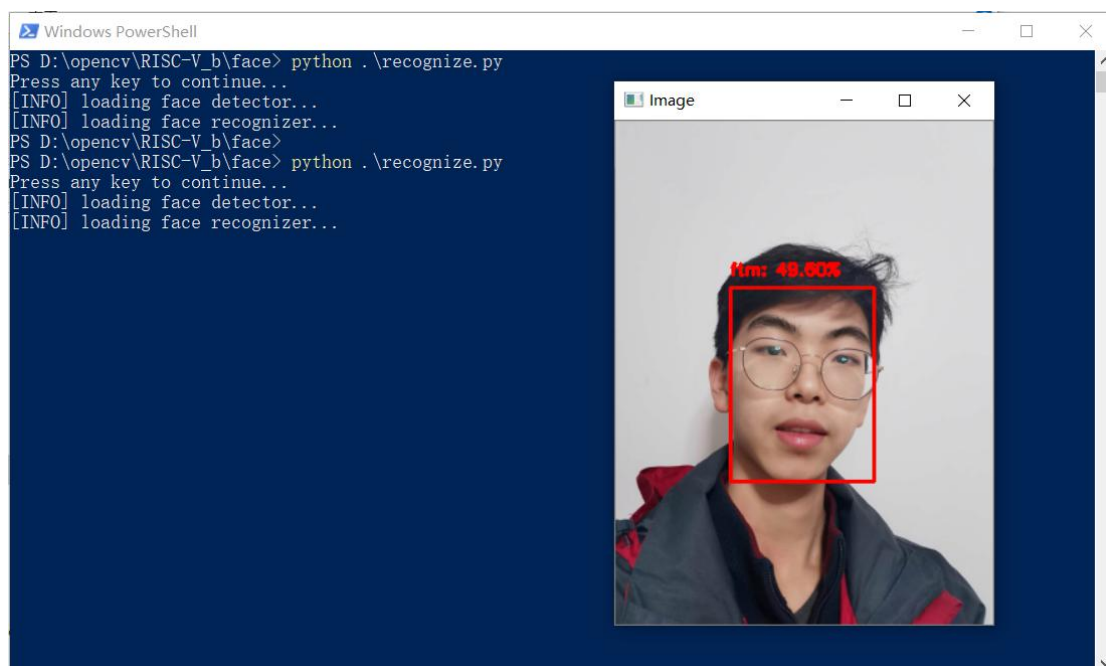 Windows PowerShell
PS D:\opencv\RISC-V_b\face> python .\recognize.py
Press any key to continue...
[INFO] loading face detector...
[INFO] loading face recognizer...
PS D:\opencv\RISC-V_b\face>
PS D:\opencv\RISC-V_b\face> python .\recognize.py
Press any key to continue...
[INFO] loading face detector...
[INFO] loading face recognizer...
Image
ftm: 49.60%